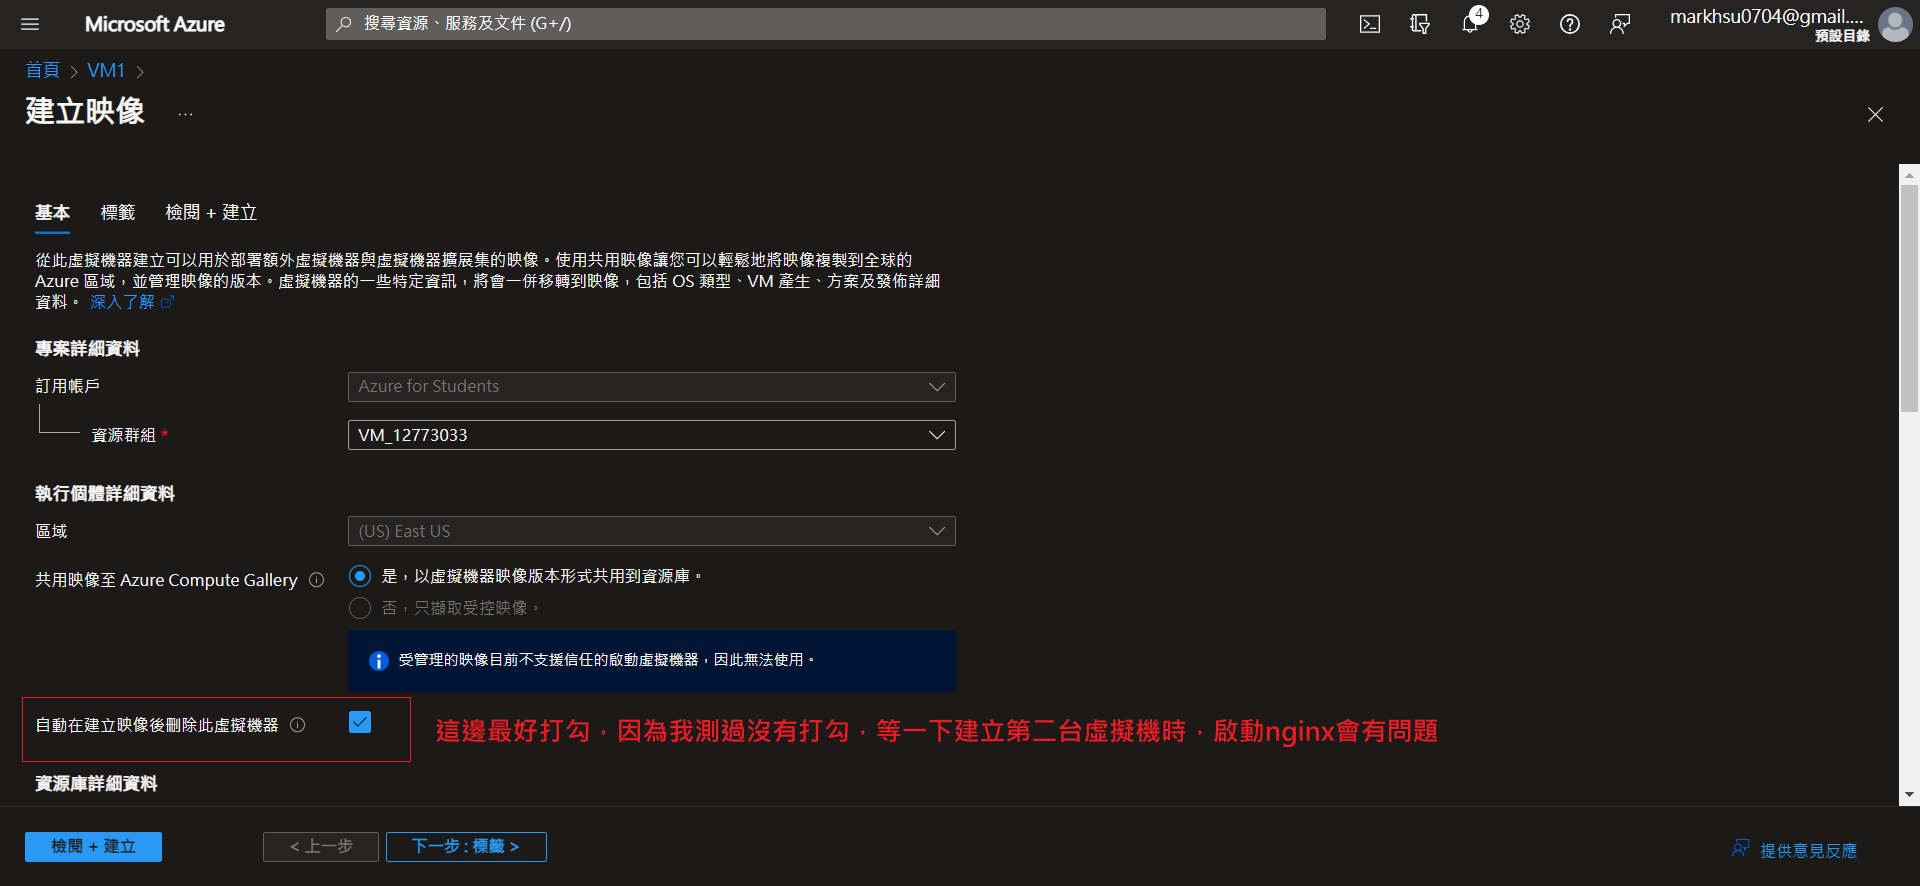 Microsoft Azure
搜尋資源、服務及文件 (G+/)
4
markhsu0704@gmail....
預設目錄
首頁 > VM1 >
建立映像 ...
基本 標籤 檢閱 + 建立
從此虛擬機器建立可以用於部署額外虛擬機器與虛擬機器擴展集的映像。使用共用映像讓您可以輕鬆地將映像複製到全球的
Azure 區域，並管理映像的版本。虛擬機器的一些特定資訊，將會一併移轉到映像，包括 OS 類型、VM 產生、方案及發佈詳細
資料。 深入了解
專案詳細資料
訂用帳戶 Azure for Students
資源群組 * VM_12773033
執行個體詳細資料
區域 (US) East US
共用映像至 Azure Compute Gallery 是，以虛擬機器映像版本形式共用到資源庫。
否，只擷取受控映像。
受管理的映像目前不支援信任的啟動虛擬機器，因此無法使用。
自動在建立映像後刪除此虛擬機器 這邊最好打勾，因為我測過沒有打勾，等一下建立第二台虛擬機時，啟動nginx會有問題
資源庫詳細資料
檢閱 + 建立 < 上一步 下一步 : 標籤 > 提供意見反應